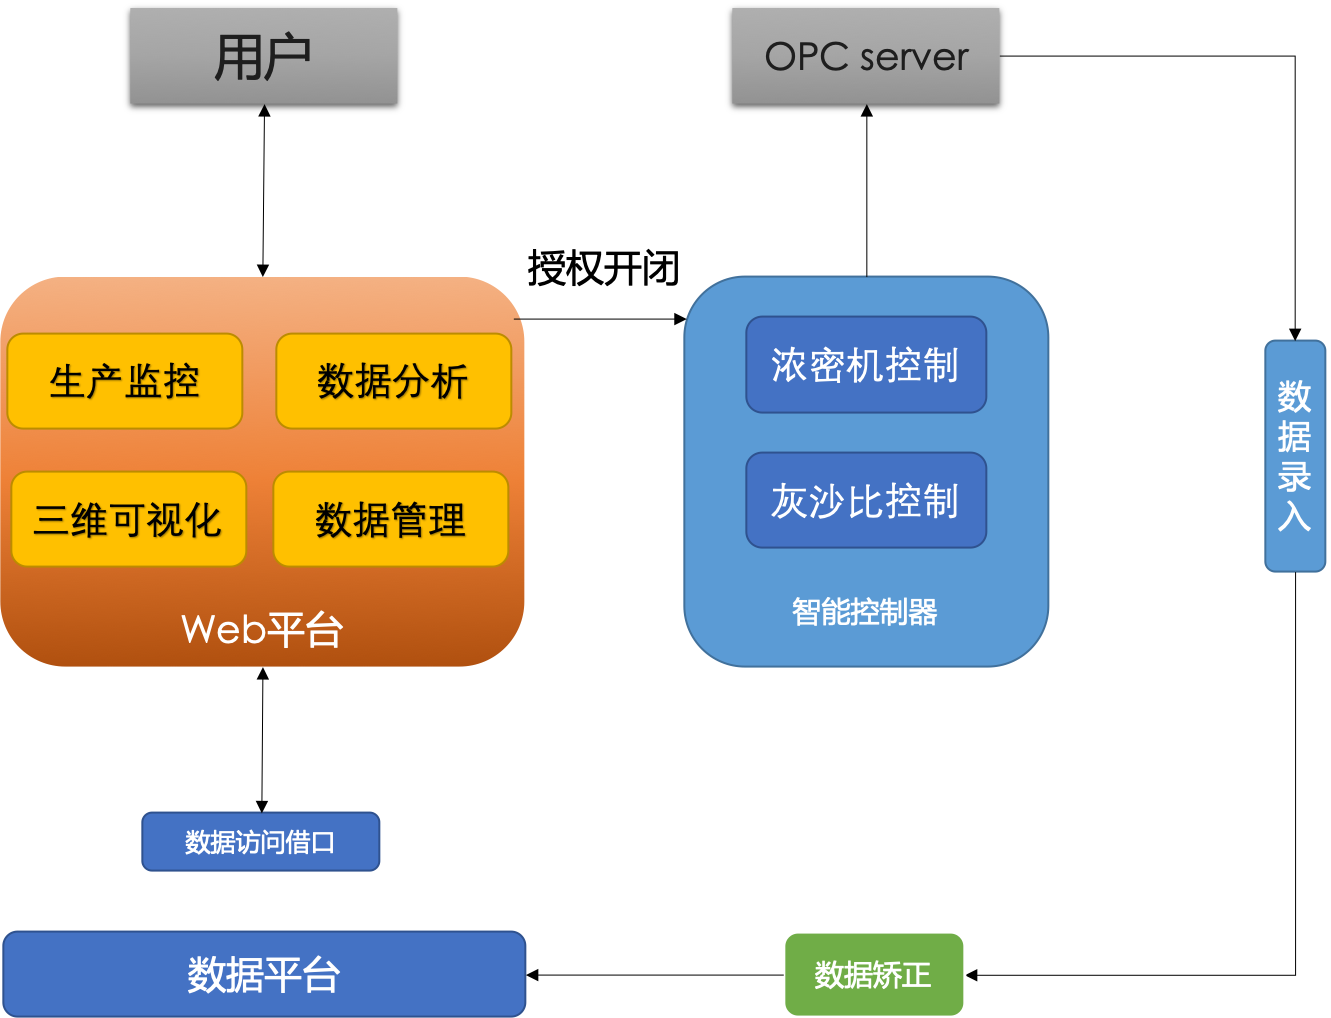 用户
OPC server
授权开闭
生产监控
数据分析
三维可视化
数据管理
Web平台
浓密机控制
灰沙比控制
智能控制器
数
据
录
入
数据访问借口
数据平台
数据矫正